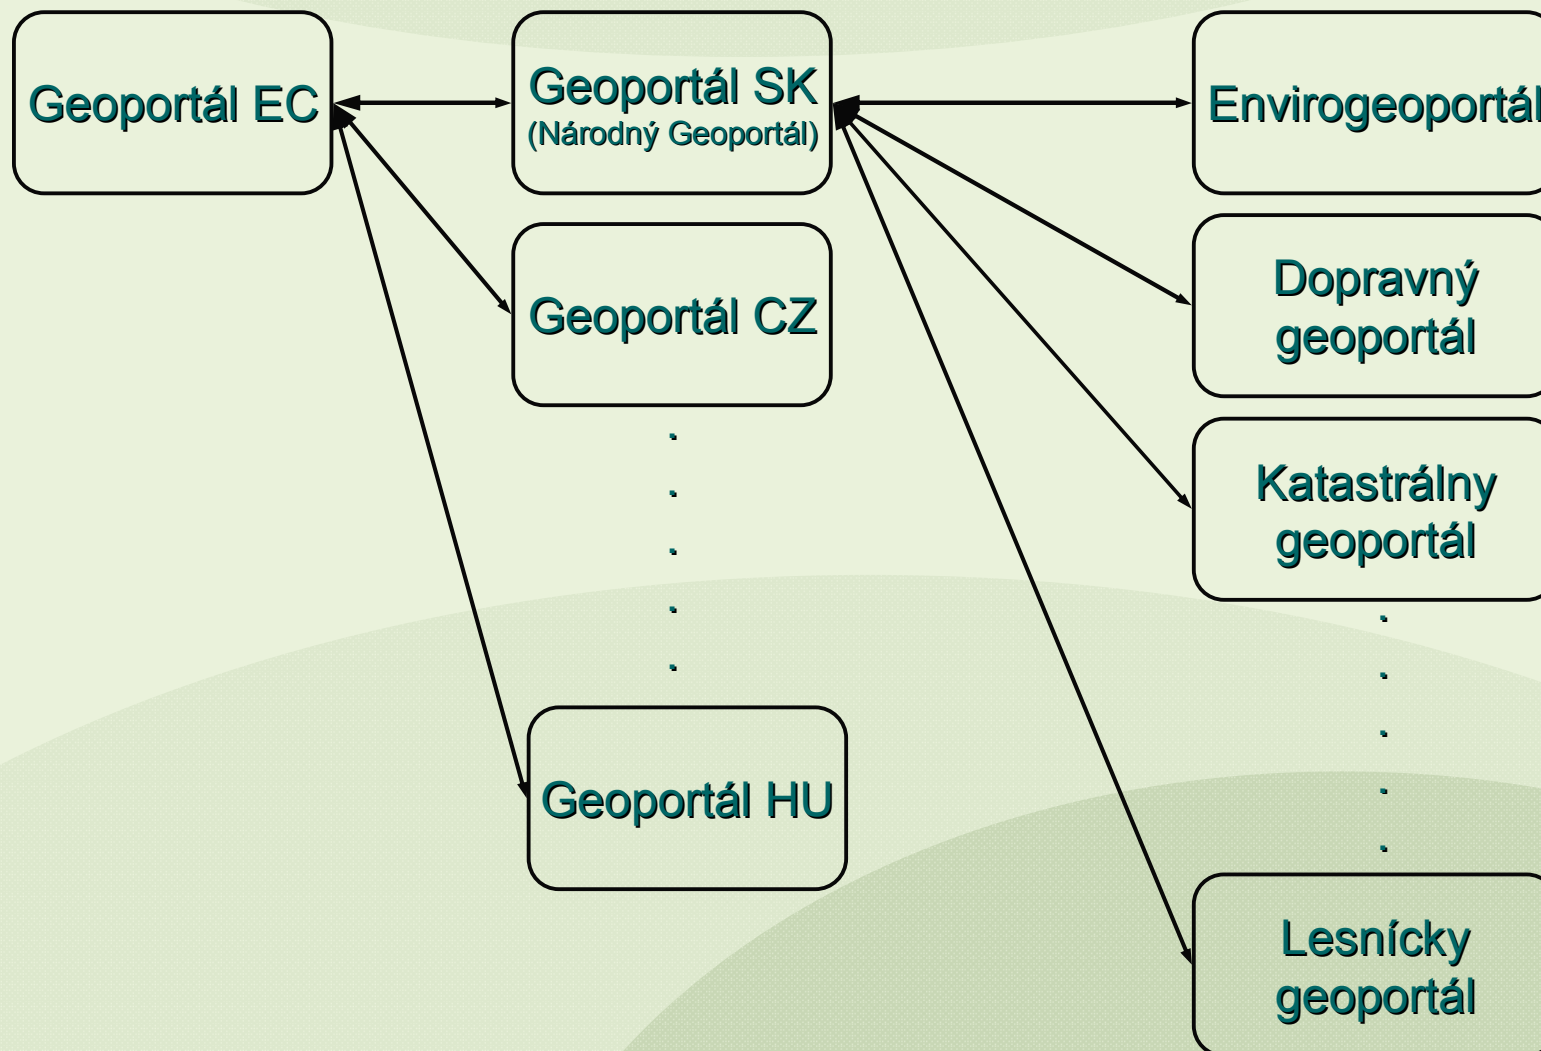 Geoportál EC
Geoportál SK
(Národný Geoportál)
Envirogeoportál
Geoportál CZ
Dopravný
geoportál
Katastrálny
geoportál
.
.
.
.
.
.
.
.
.
.
Geoportál HU
Lesnícky
geoportál